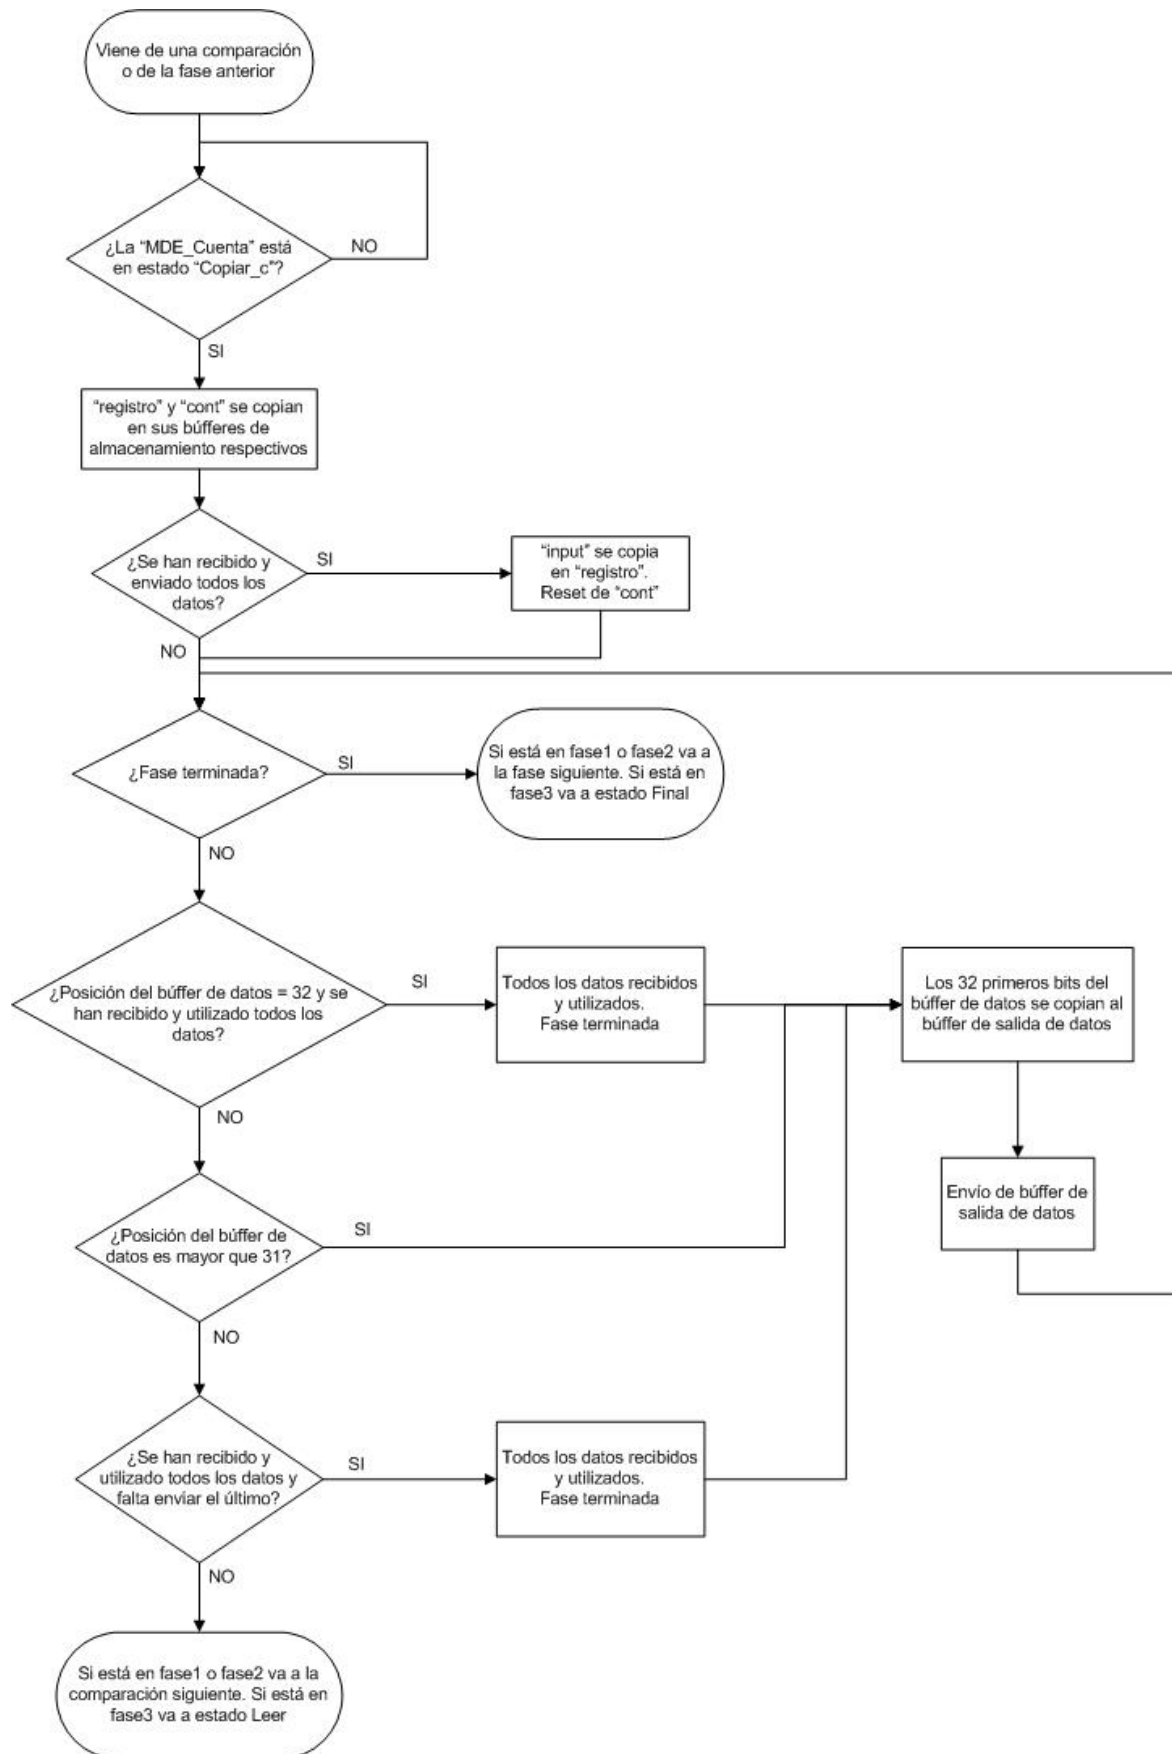 Viene de una comparación
o de la fase anterior
¿La “MDE_Cuenta” está
en estado “Copiar_c”?
NO
SI
“registro” y “cont” se copian
en sus búfferes de
almacenamiento respectivos
¿Se han recibido y
enviado todos los
datos?
SI
“input” se copia
en “registro”.
Reset de “cont”
NO
¿Fase terminada?
SI
Si está en fase1 o fase2 va a
la fase siguiente. Si está en
fase3 va a estado Final
NO
¿Posición del búffer de datos = 32 y se
han recibido y utilizado todos los
datos?
SI
Todos los datos recibidos
y utilizados.
Fase terminada
Los 32 primeros bits del
búffer de datos se copian al
búffer de salida de datos
NO
Envío de búffer de
salida de datos
¿Posición del búffer de
datos es mayor que 31?
SI
NO
¿Se han recibido y
utilizado todos los datos y
falta enviar el último?
SI
Todos los datos recibidos
y utilizados.
Fase terminada
NO
Si está en fase1 o fase2 va a la
comparación siguiente. Si está en
fase3 va a estado Leer